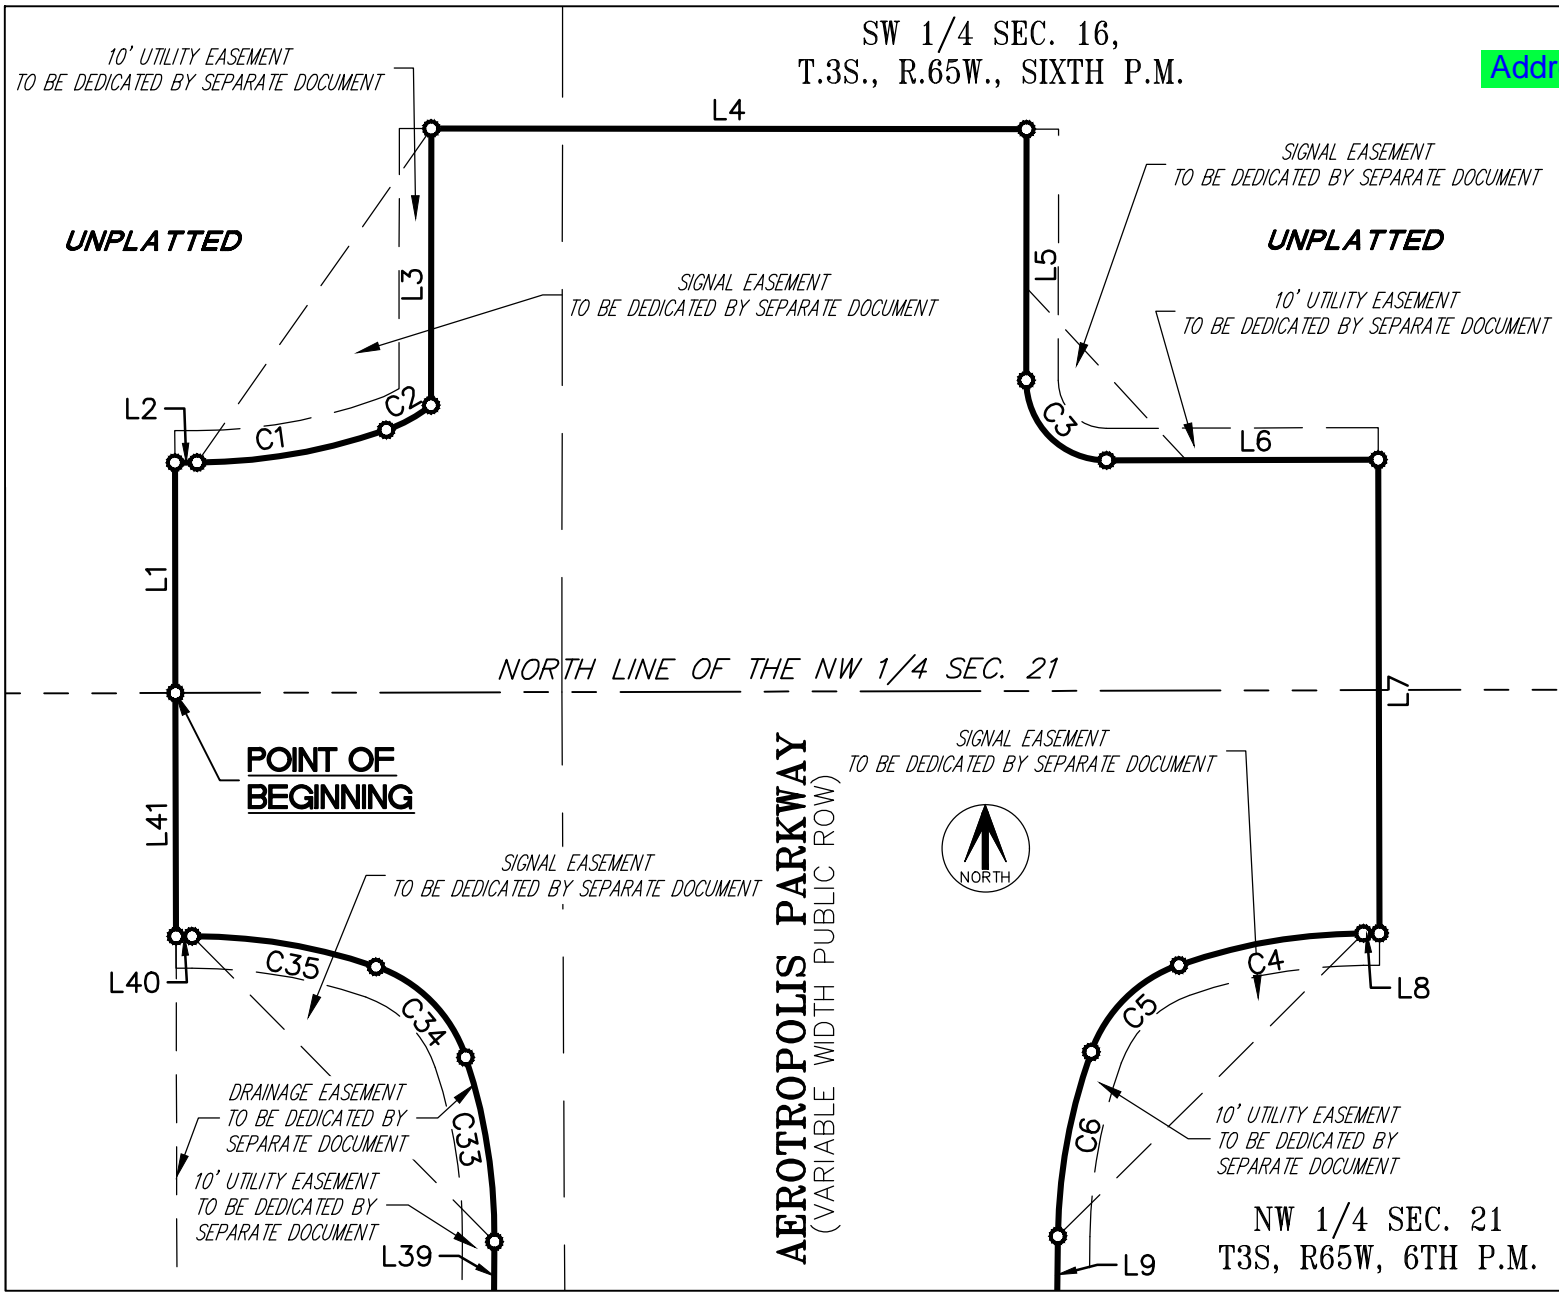 SW 1/4 SEC. 16,
T.3S., R.65W., SIXTH P.M.
Addr
10' UTILITY EASEMENT
TO BE DEDICATED BY SEPARATE DOCUMENT
L4
SIGNAL EASEMENT
TO BE DEDICATED BY SEPARATE DOCUMENT
UNPLATTED
UNPLATTED
L3
L5
SIGNAL EASEMENT
TO BE DEDICATED BY SEPARATE DOCUMENT
10' UTILITY EASEMENT
TO BE DEDICATED BY SEPARATE DOCUMENT
L2
C1
C2
C3
L6
L1
NORTH LINE OF THE NW 1/4 SEC. 21
L7
POINT OF
BEGINNING
L41
AEROTROPOLIS PARKWAY
(VARIABLE WIDTH PUBLIC ROW)
SIGNAL EASEMENT
TO BE DEDICATED BY SEPARATE DOCUMENT
NORTH
SIGNAL EASEMENT
TO BE DEDICATED BY SEPARATE DOCUMENT
L40
C35
C34
C4
L8
C5
DRAINAGE EASEMENT
TO BE DEDICATED BY
SEPARATE DOCUMENT
C33
C6
10' UTILITY EASEMENT
TO BE DEDICATED BY
SEPARATE DOCUMENT
10' UTILITY EASEMENT
TO BE DEDICATED BY
SEPARATE DOCUMENT
L39
L9
NW 1/4 SEC. 21
T3S, R65W, 6TH P.M.